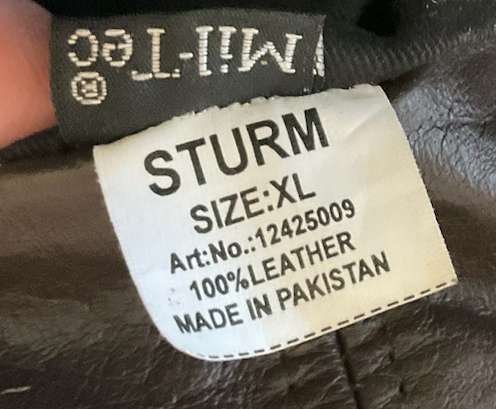 Mil-Tec®
STURM
SIZE:XL
Art:No.:12425009
100%LEATHER
MADE IN PAKISTAN